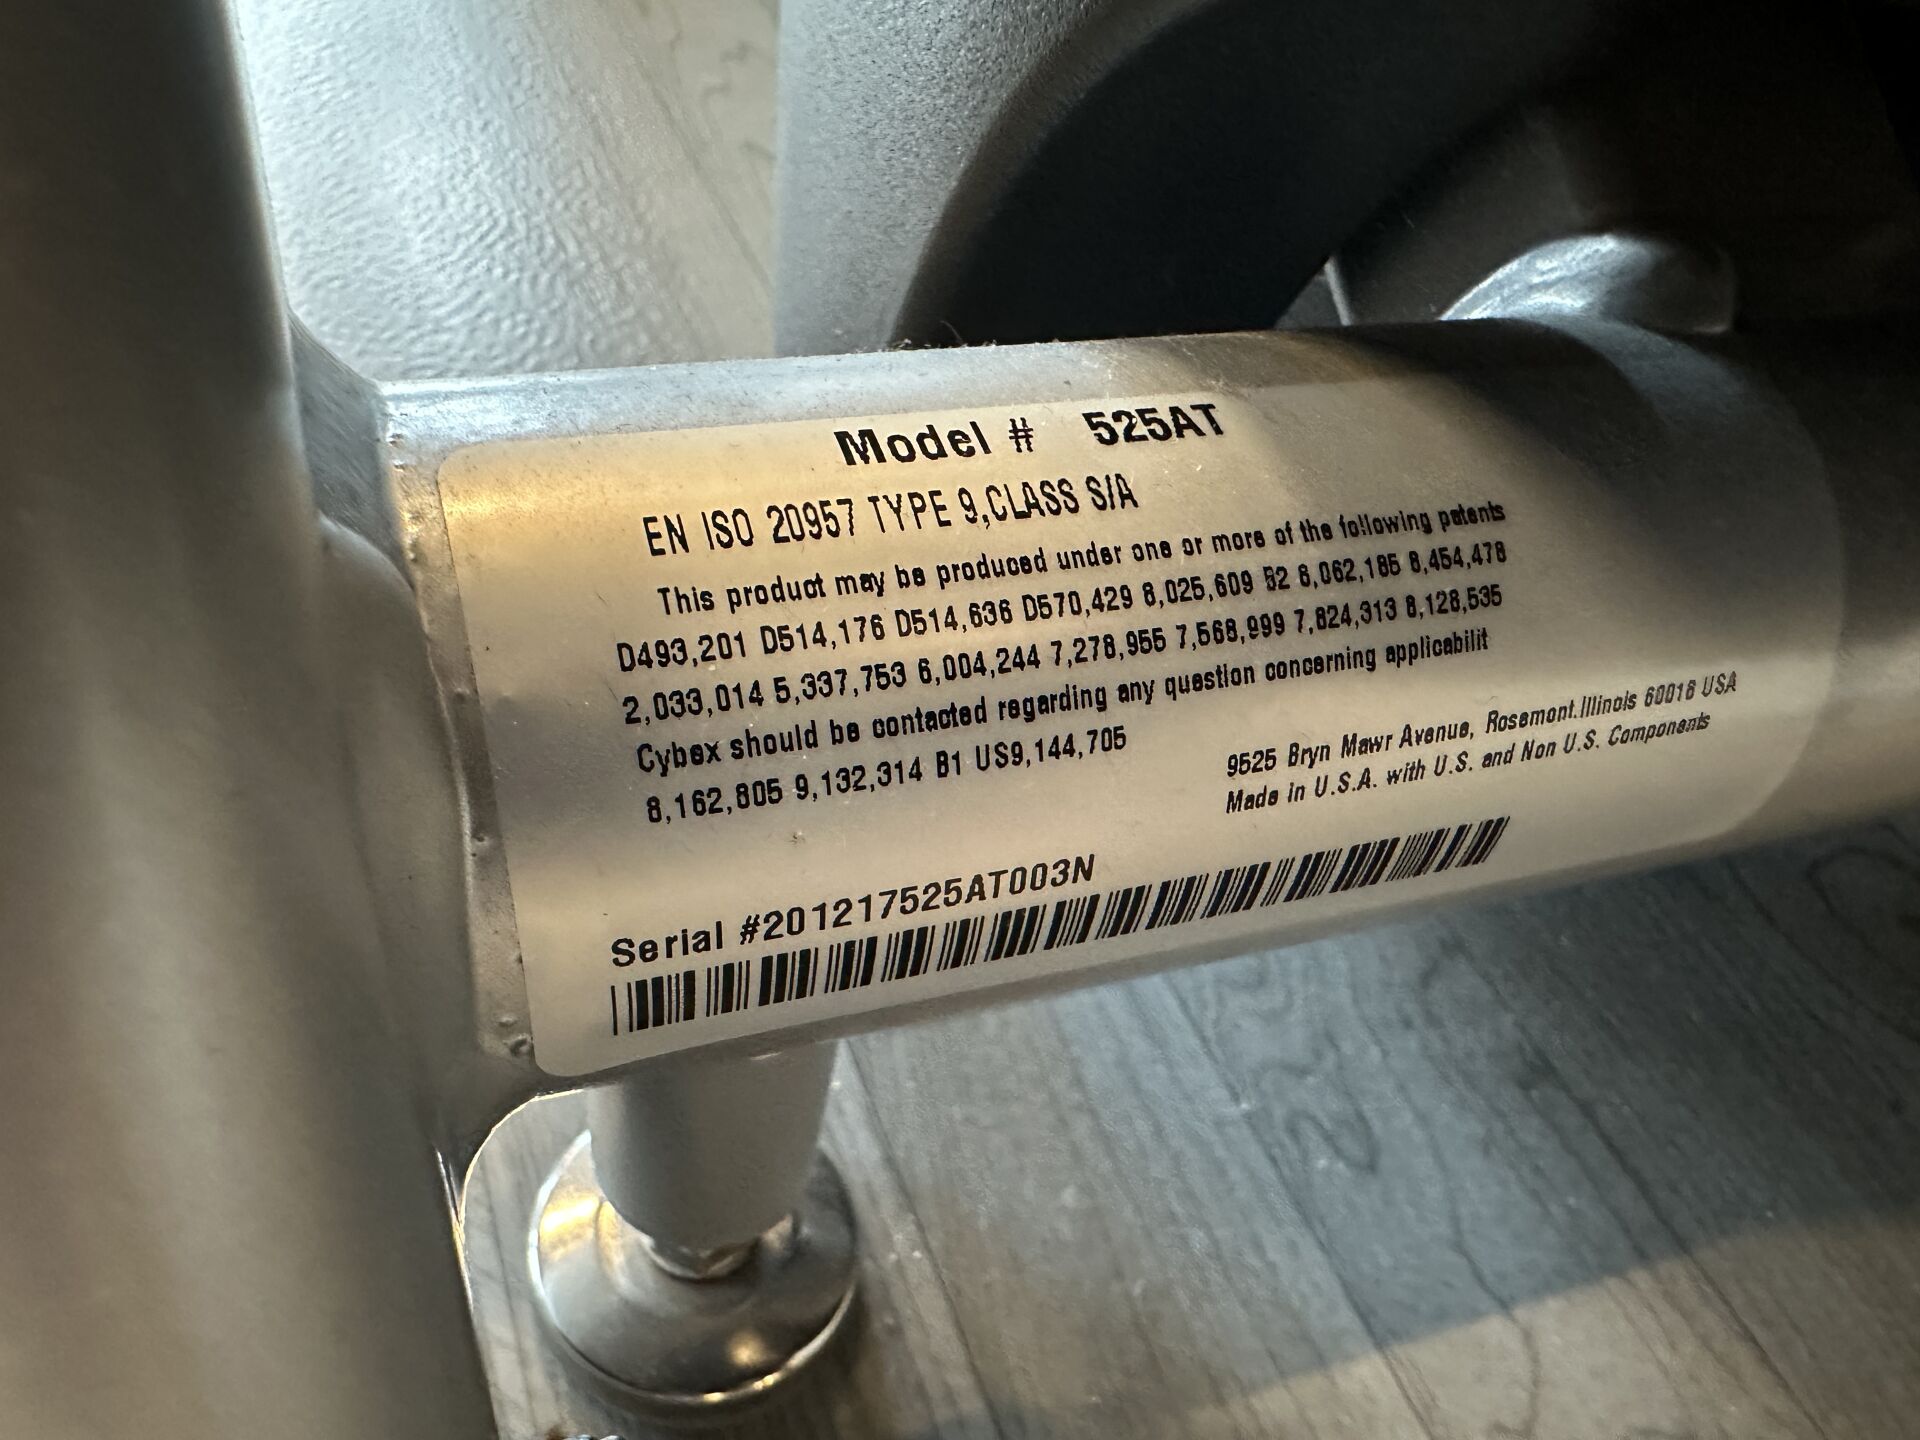 Model # 525AT
EN ISO 20957 TYPE 9,CLASS S/A
This product may be produced under one or more of the following patents
D493,201 D514,176 D514,636 D570,429 8,025,609 B2 8,062,185 8,454,478
2,033,014 5,337,753 6,004,244 7,278,955 7,568,999 7,824,313 8,128,535
Cybex should be contacted regarding any question concerning applicabilit
8,162,805 9,132,314 B1 US9,144,705
9525 Bryn Mawr Avenue, Rosemont.Illinois 60018 USA
Made in U.S.A. with U.S. and Non U.S. Components
Serial #201217525AT003N